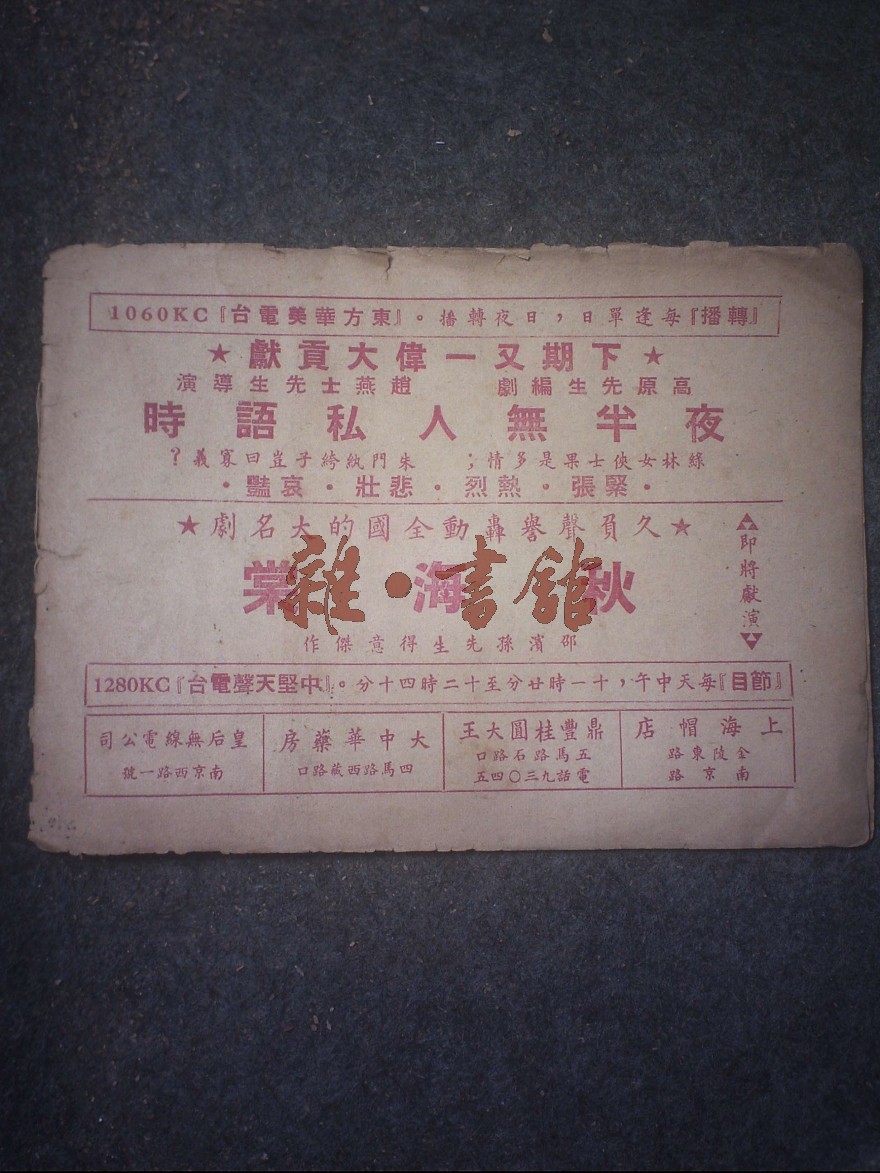 『轉播』每逢單日，日夜轉播。『東方華美電台』1060KC
★下期又一偉大貢獻★
高原先生編劇　趙燕士先生導演
夜半無人私語時
綠林女俠士果是多情；　朱門紈絝子豈曰寡義？
·緊張·熱烈·悲壯·哀豔·
即將獻演
★久負聲譽轟動全國的大名劇★
秋海棠
雜·書館
邵濱孫先生得意傑作
『節目』每天中午，十一時廿分至十二時四十分。『中堅天聲電台』1280KC
上海帽店
金陵東路
南京路
鼎豐桂圓大王
五馬路石路口
電話九三〇四五
大中華藥房
四馬路西藏路口
皇后無線電公司
南京西路一號